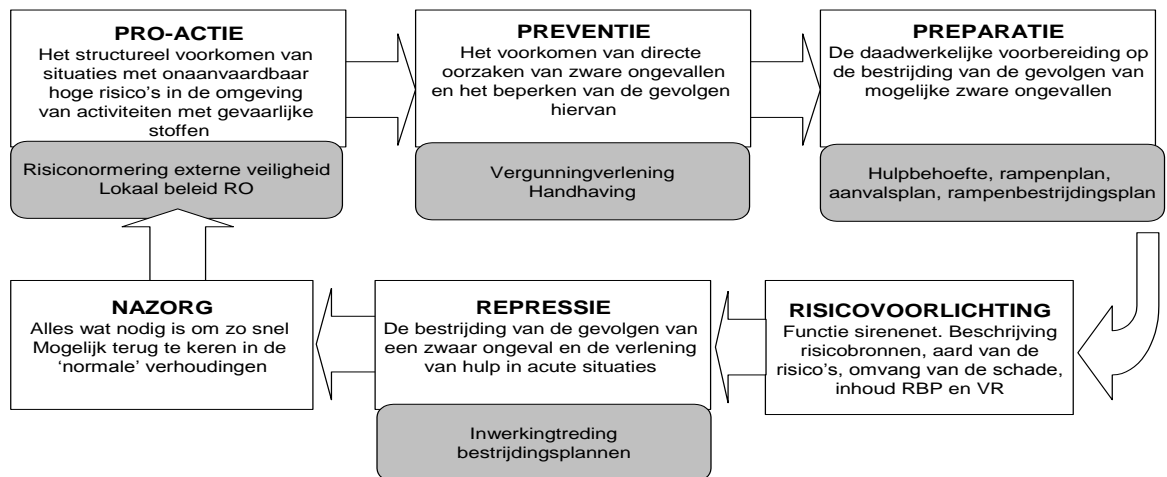 PRO-ACTIE
Het structureel voorkomen van
situaties met onaanvaardbaar
hoge risico's in de omgeving
van activiteiten met gevaarlijke
stoffen
Risiconormering externe veiligheid
Lokaal beleid RO
PREVENTIE
Het voorkomen van directe
oorzaken van zware ongevallen
en het beperken van de gevolgen
hiervan
Vergunningverlening
Handhaving
PREPARATIE
De daadwerkelijke voorbereiding op
de bestrijding van de gevolgen van
mogelijke zware ongevallen
Hulpbehoefte, rampenplan,
aanvalsplan, rampenbestrijdingsplan
RISICOVOORLICHTING
Functie sirenenet. Beschrijving
risicobronnen, aard van de
risico's, omvang van de schade,
inhoud RBP en VR
REPRESSIE
De bestrijding van de gevolgen van
een zwaar ongeval en de verlening
van hulp in acute situaties
Inwerkingtreding
bestrijdingsplannen
NAZORG
Alles wat nodig is om zo snel
Mogelijk terug te keren in de
'normale' verhoudingen